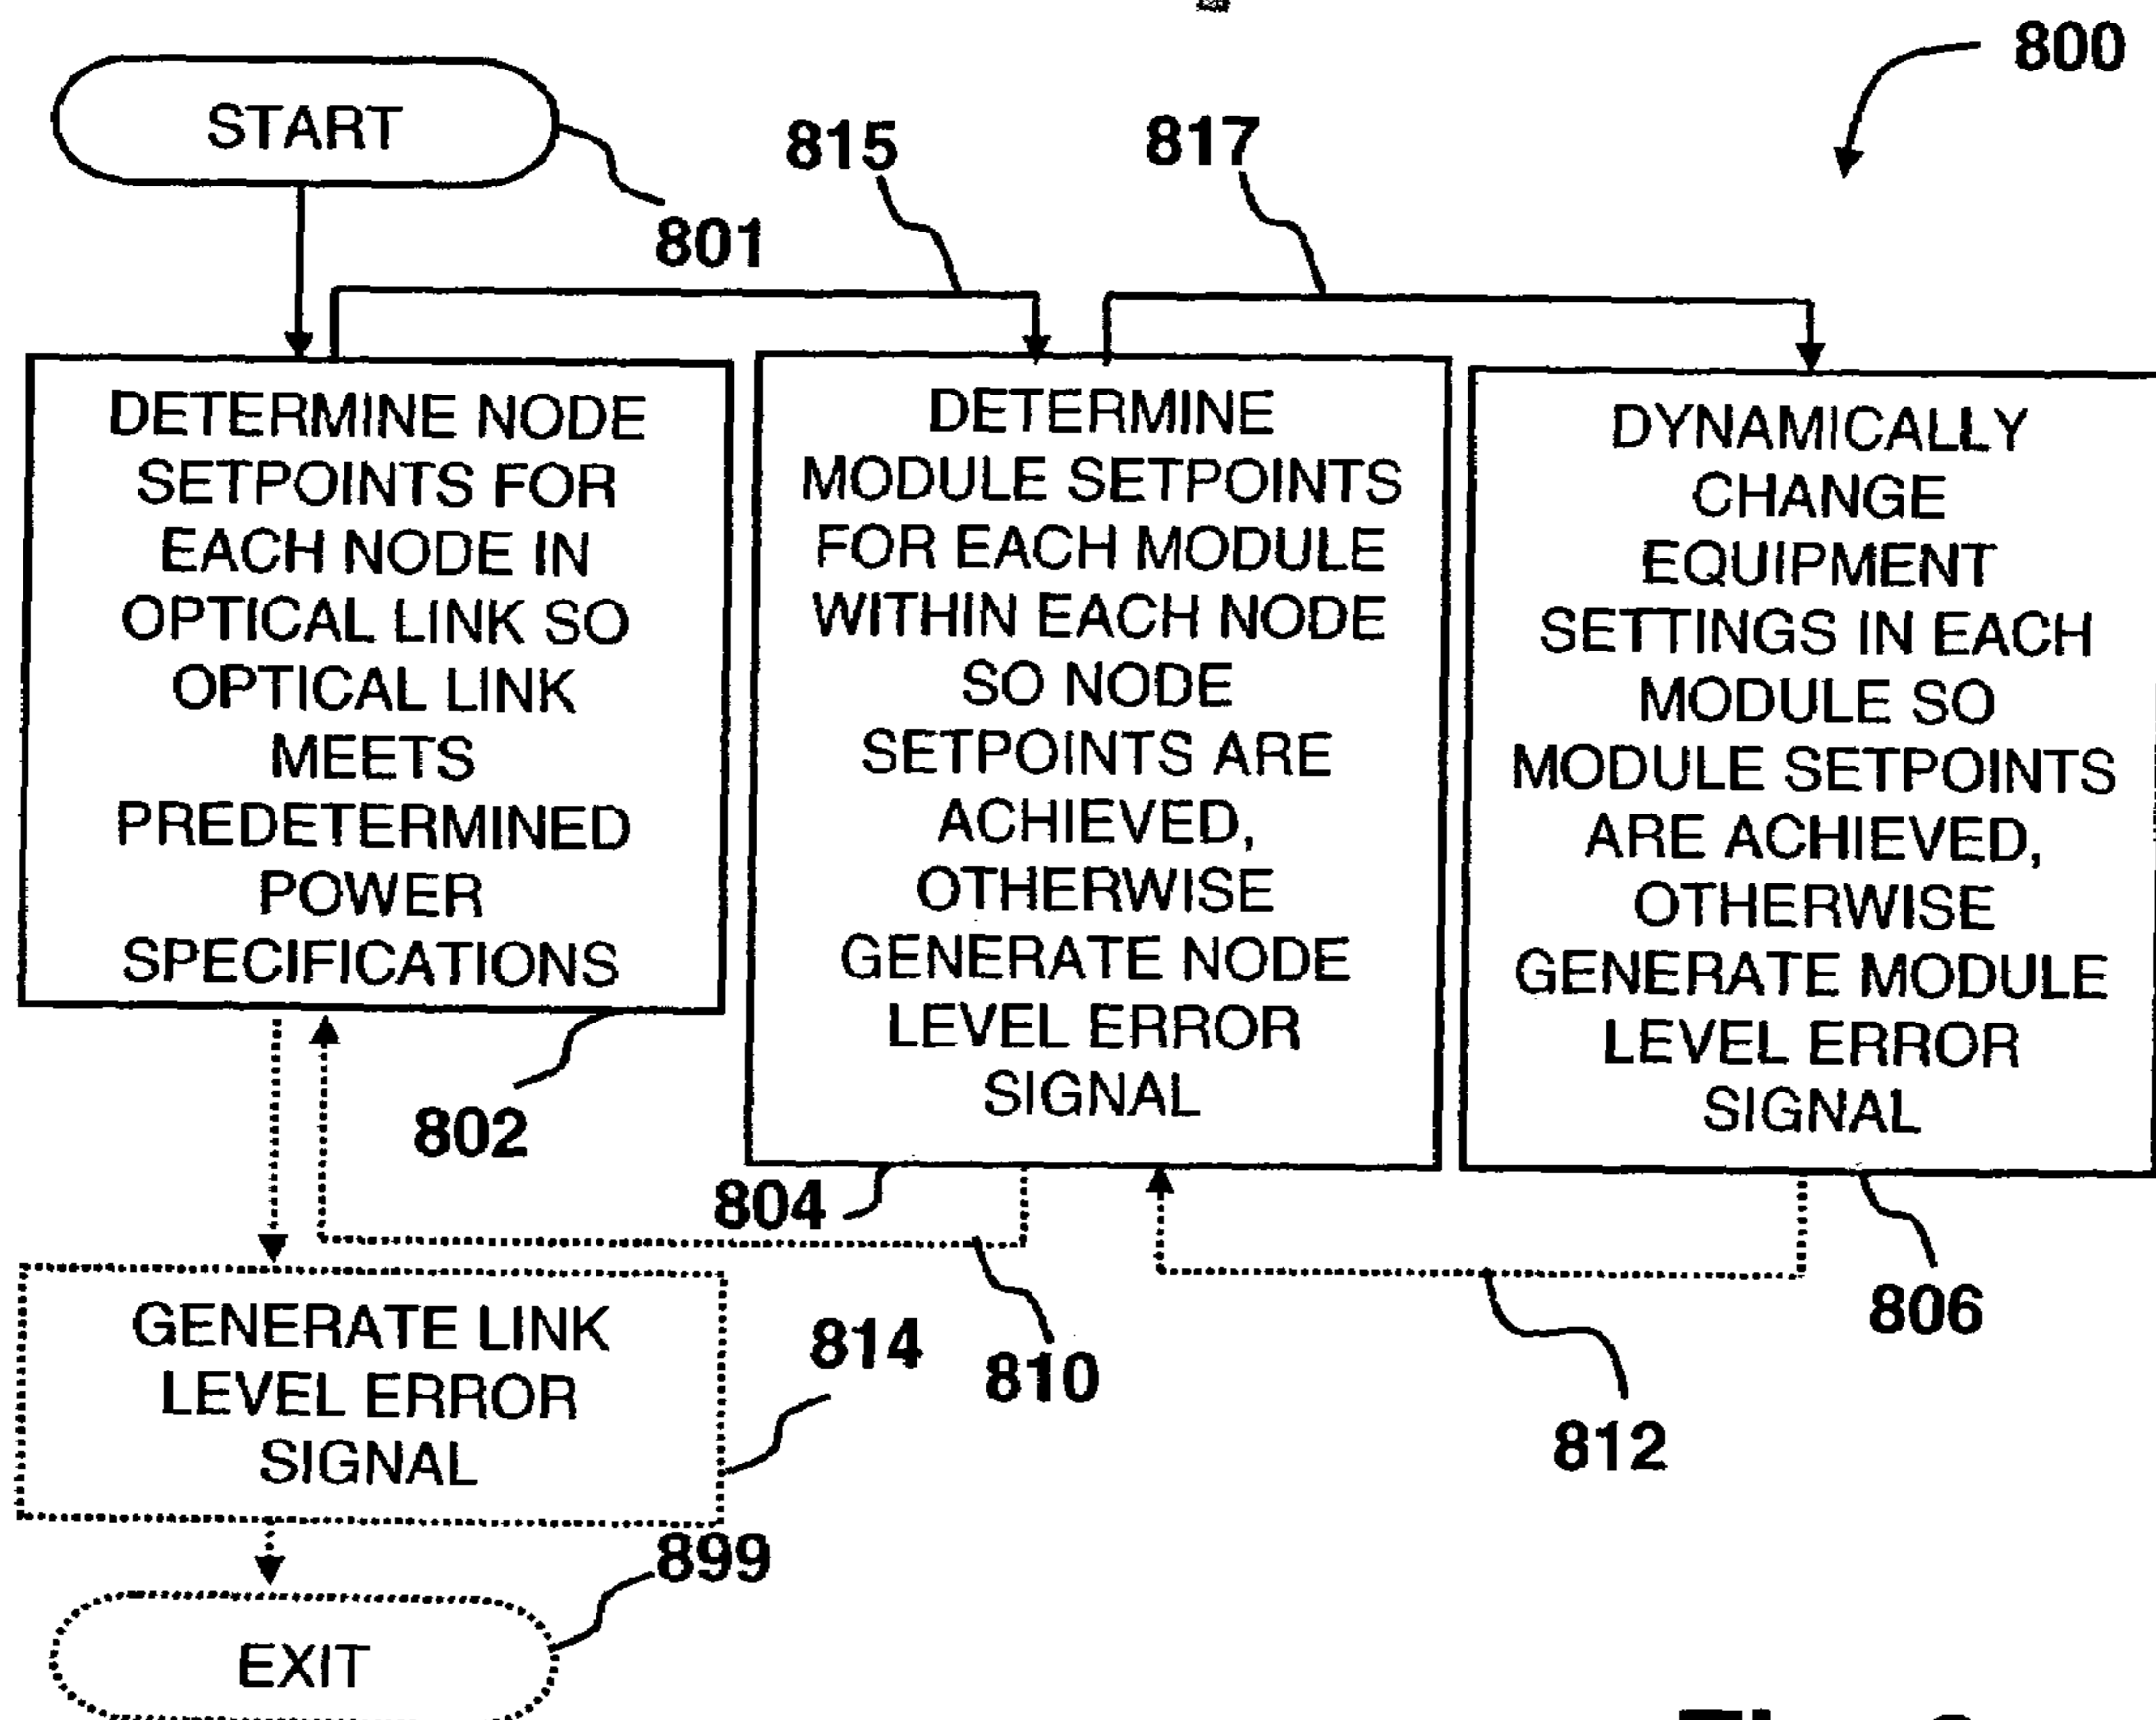 800
START
815
817
801
DETERMINE NODE
SETPOINTS FOR
EACH NODE IN
OPTICAL LINK SO
OPTICAL LINK
MEETS
PREDETERMINED
POWER
SPECIFICATIONS
802
DETERMINE
MODULE SETPOINTS
FOR EACH MODULE
WITHIN EACH NODE
SO NODE
SETPOINTS ARE
ACHIEVED,
OTHERWISE
GENERATE NODE
LEVEL ERROR
SIGNAL
804
DYNAMICALLY
CHANGE
EQUIPMENT
SETTINGS IN EACH
MODULE SO
MODULE SETPOINTS
ARE ACHIEVED,
OTHERWISE
GENERATE MODULE
LEVEL ERROR
SIGNAL
806
810
812
GENERATE LINK
LEVEL ERROR
SIGNAL
814
899
EXIT